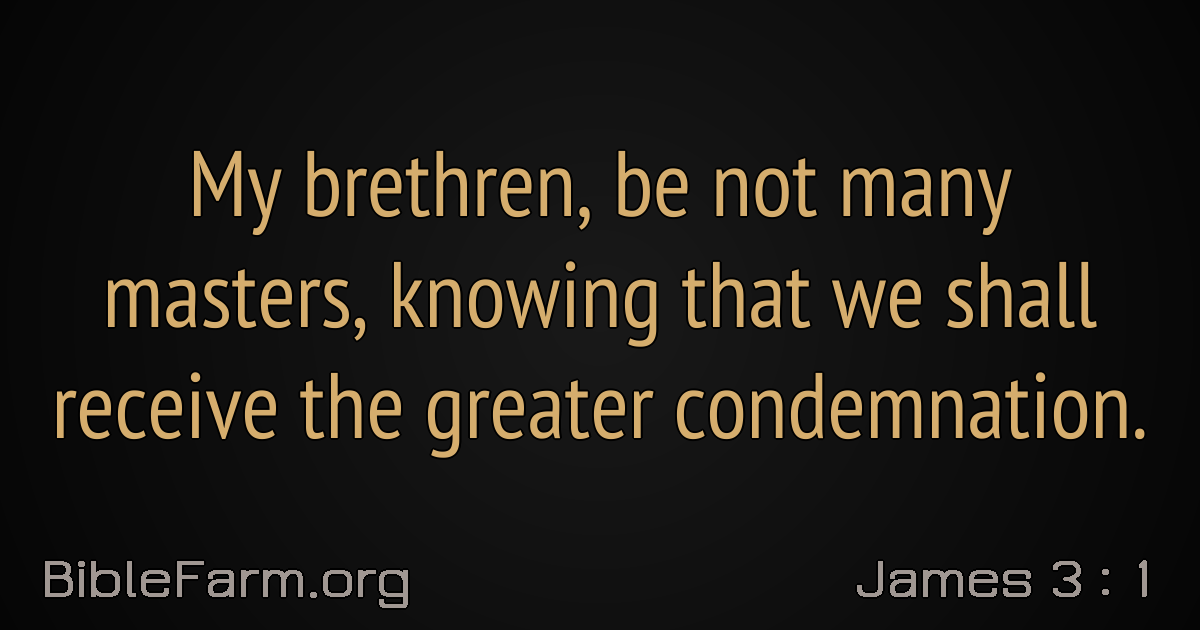 My brethren, be not many
masters, knowing that we shall
receive the greater condemnation.
BibleFarm.org
James 3 : 1